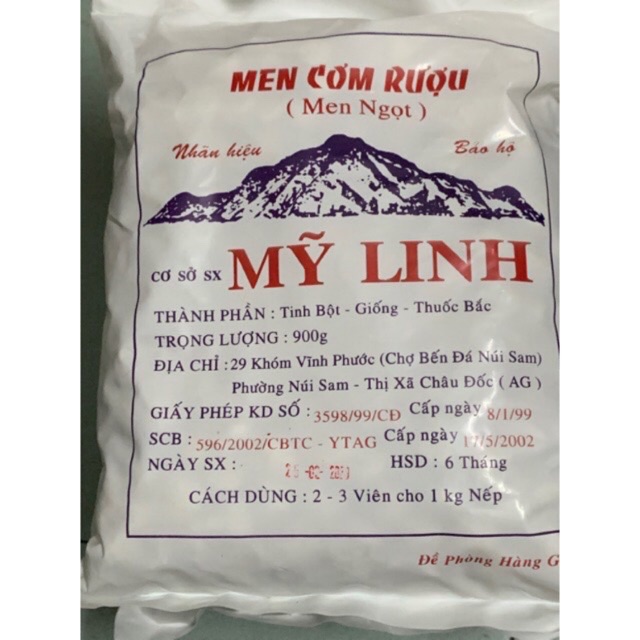 MEN CƠM RƯỢU
( Men Ngọt )
Nhãn hiệu Bảo hộ
CƠ SỞ SX MỸ LINH
THÀNH PHẦN : Tinh Bột - Giống - Thuốc Bắc
TRỌNG LƯỢNG : 900g
ĐỊA CHỈ : 29 Khóm Vĩnh Phước (Chợ Bến Đá Núi Sam)
Phường Núi Sam - Thị Xã Châu Đốc ( AG )
GIẤY PHÉP KD SỐ : 3598/99/CĐ Cấp ngày 8/1/99
SCB : 596/2002/CBTC - YTAG Cấp ngày 17/5/2002
NGÀY SX : HSD : 6 Tháng
CÁCH DÙNG : 2 - 3 Viên cho 1 kg Nếp
Đề Phòng Hàng G